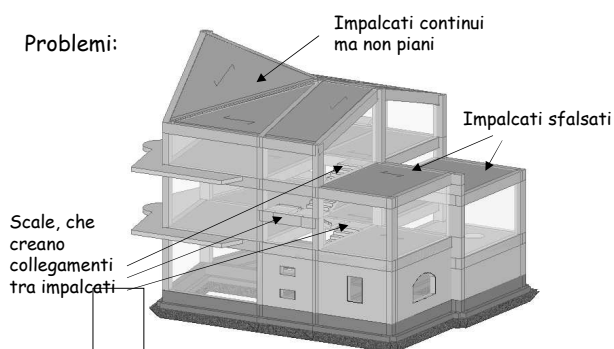 Problemi:
Impalcati continui
ma non piani
Impalcati sfalsati
Scale, che
creano
collegamenti
tra impalcati